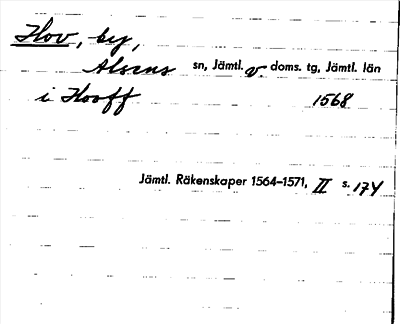 Hov, by,
Alsens sn, Jämtl. v. doms. tg, Jämtl. län
i Hooff 1568
Jämtl. Räkenskaper 1564–1571, II s. 174